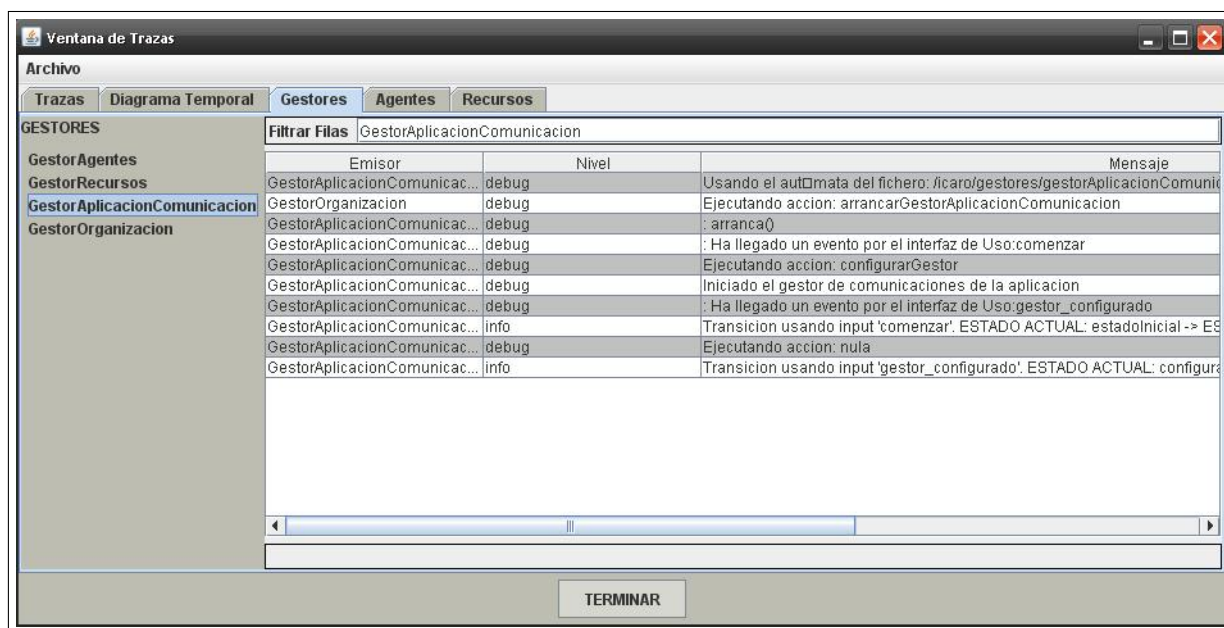 Ventana de Trazas
Archivo
Trazas Diagrama Temporal Gestores Agentes Recursos
GESTORES
GestorAgentes
GestorRecursos
GestorAplicacionComunicacion
GestorOrganizacion
Filtrar Filas GestorAplicacionComunicacion
Emisor Nivel Mensaje
GestorAplicacionComunicac... debug Usando el aut□mata del fichero: /icaro/gestores/gestorAplicacionComunic
GestorOrganizacion debug Ejecutando accion: arrancarGestorAplicacionComunicacion
GestorAplicacionComunicac... debug : arranca()
GestorAplicacionComunicac... debug : Ha llegado un evento por el interfaz de Uso:comenzar
GestorAplicacionComunicac... debug Ejecutando accion: configurarGestor
GestorAplicacionComunicac... debug Iniciado el gestor de comunicaciones de la aplicacion
GestorAplicacionComunicac... debug : Ha llegado un evento por el interfaz de Uso:gestor_configurado
GestorAplicacionComunicac... info Transicion usando input 'comenzar'. ESTADO ACTUAL: estadoInicial -> ES
GestorAplicacionComunicac... debug Ejecutando accion: nula
GestorAplicacionComunicac... info Transicion usando input 'gestor_configurado'. ESTADO ACTUAL: configura
TERMINAR